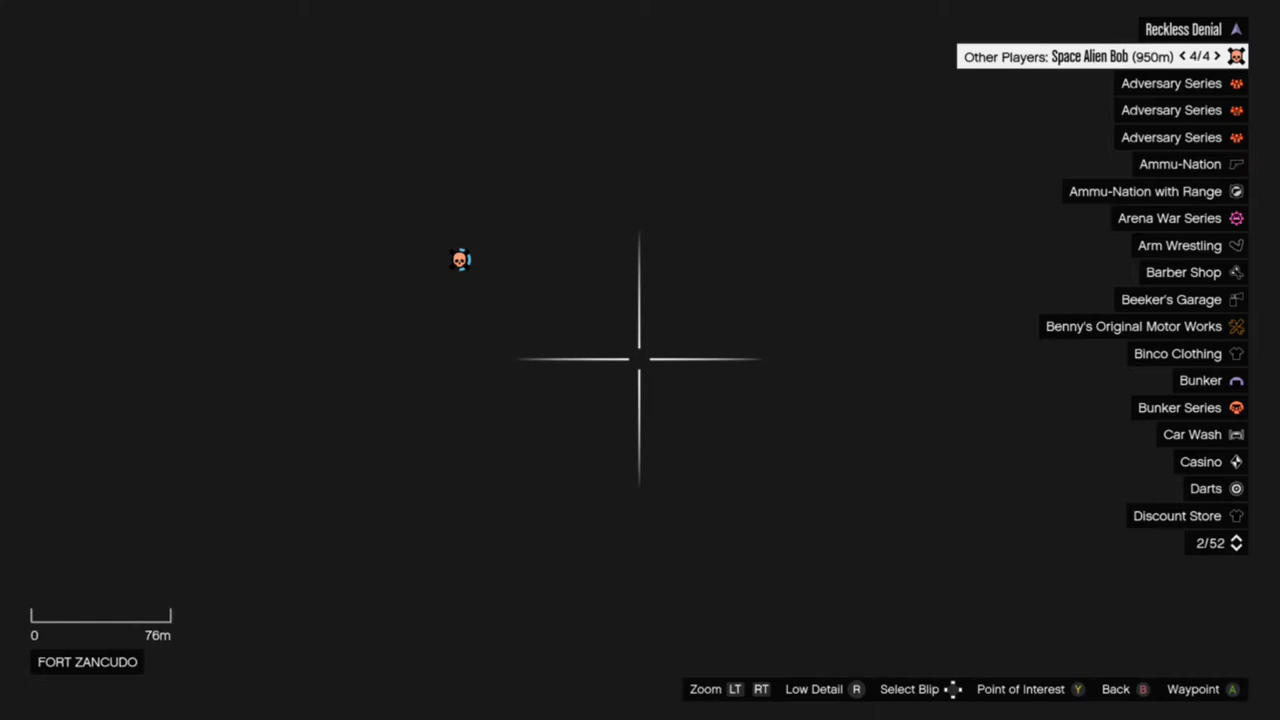 Reckless Denial
Other Players: Space Alien Bob (950m) < 4/4 >
Adversary Series
Adversary Series
Adversary Series
Ammu-Nation
Ammu-Nation with Range
Arena War Series
Arm Wrestling
Barber Shop
Beeker's Garage
Benny's Original Motor Works
Binco Clothing
Bunker
Bunker Series
Car Wash
Casino
Darts
Discount Store
2/52
0 76m
FORT ZANCUDO
Zoom LT RT Low Detail R Select Blip Point of Interest Y Back B Waypoint A